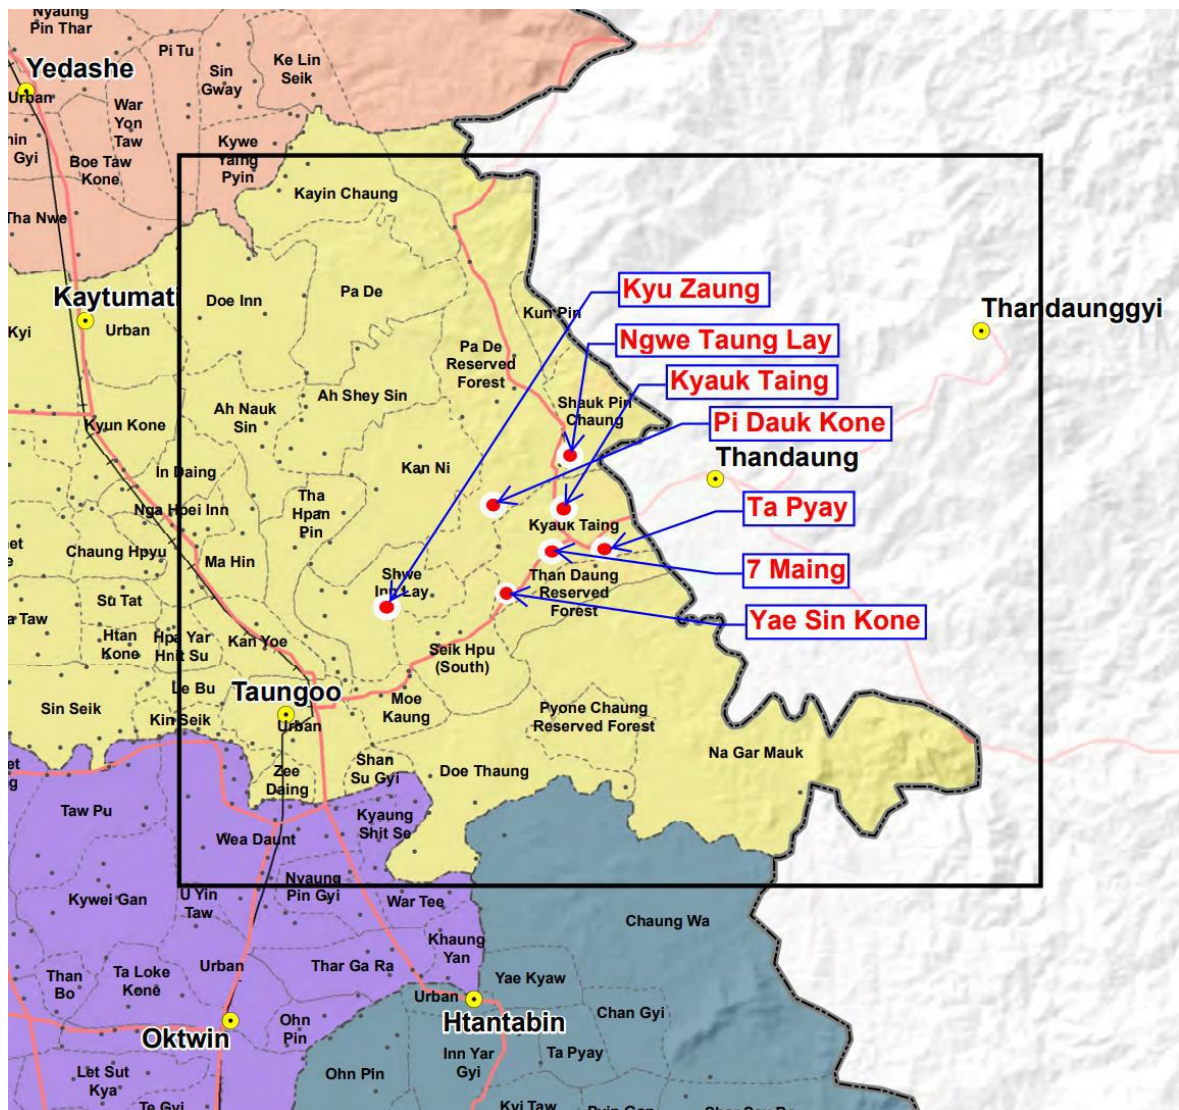 Nyaung
Pin Thar
Pi Tu
Ke Lin
Seik
Yedashe
Sin
Gway
Urban
War
Yon
Taw
Gyi
Boe Taw
Kone
Kywe
Yaing
Pyin
Tha Nwe
Kayin Chaung
Kaytumati
Doe Inn
Pa De
Kyu Zaung
Thandaunggyi
Kyi
Urban
Kun Pin
Ngwe Taung Lay
Pa De
Reserved
Forest
Kyauk Taing
Ah Shey Sin
Shauk Pin
Chaung
Ah Nauk
Sin
Pi Dauk Kone
Kyun Kone
Thandaung
In Daing
Kan Ni
Tha
Hpan
Pin
Nga Hpei Inn
Ta Pyay
Kyauk Taing
Chaung Hpyu
Ma Hin
7 Maing
Shwe
Inn Lay
Than Daung
Reserved
Forest
Su Tat
Yae Sin Kone
a Taw
Htan
Kone
Hpa Yar
Hnit Su
Kan Yoe
Seik Hpu
(South)
Le Bu
Taungoo
Moe
Kaung
Sin Seik
Kin Seik
Urban
Pyone Chaung
Reserved Forest
Na Gar Mauk
Shan
Su Gyi
Zee
Daing
Doe Thaung
Taw Pu
Kyaung
Shit Se
Wea Daunt
Nyaung
Pin Gyi
Kywei Gan
U Yin
Taw
War Tee
Chaung Wa
Khaung
Yan
Than
Bo
Ta Loke
Kone
Urban
Thar Ga Ra
Yae Kyaw
Urban
Chan Gyi
Htantabin
Oktwin
Ohn
Pin
Inn Yar
Gyi
Ta Pyay
Let Sut
Kya
Ohn Pin
Te Gyi
Kyi Taw